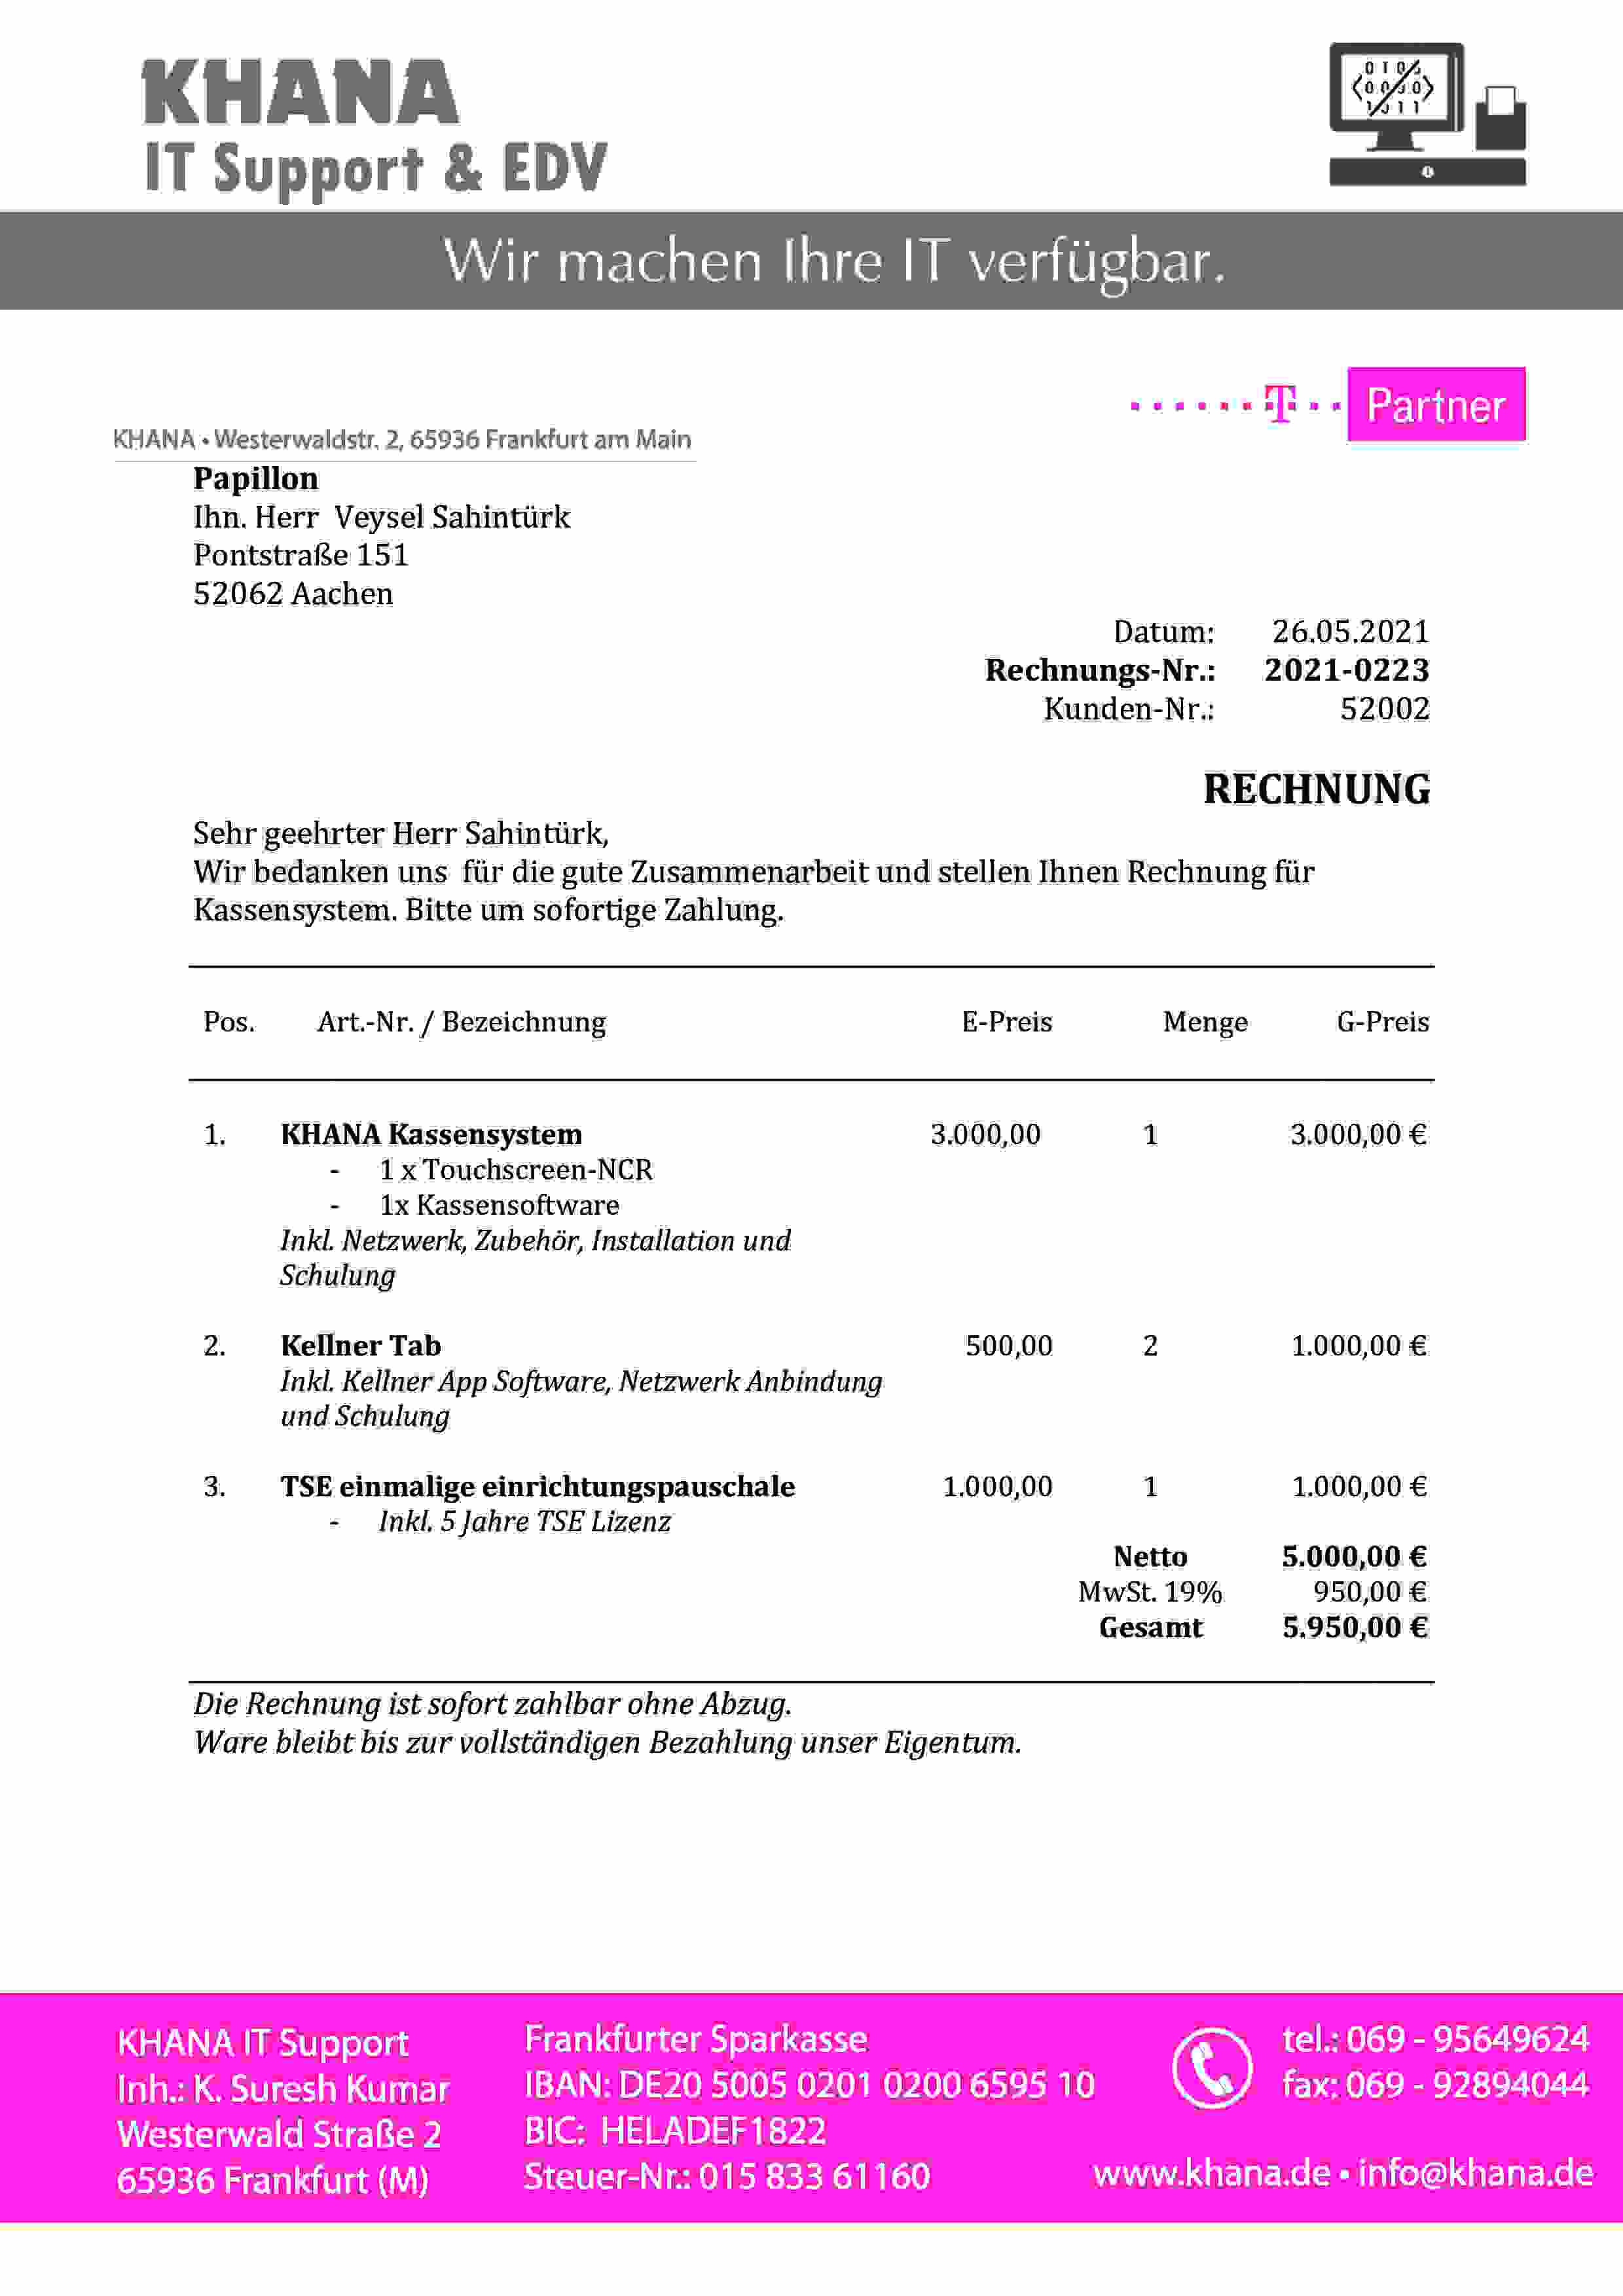 KHANA
IT Support & EDV
Wir machen Ihre IT verfügbar.
T Partner
KHANA • Westerwaldstr. 2, 65936 Frankfurt am Main
Papillon
Ihn. Herr Veysel Sahintürk
Pontstraße 151
52062 Aachen
Datum: 26.05.2021
Rechnungs-Nr.: 2021-0223
Kunden-Nr.: 52002
RECHNUNG
Sehr geehrter Herr Sahintürk,
Wir bedanken uns für die gute Zusammenarbeit und stellen Ihnen Rechnung für
Kassensystem. Bitte um sofortige Zahlung.
Pos. Art.-Nr. / Bezeichnung E-Preis Menge G-Preis
1. KHANA Kassensystem 3.000,00 1 3.000,00 €
- 1 x Touchscreen-NCR
- 1x Kassensoftware
Inkl. Netzwerk, Zubehör, Installation und
Schulung
2. Kellner Tab 500,00 2 1.000,00 €
Inkl. Kellner App Software, Netzwerk Anbindung
und Schulung
3. TSE einmalige einrichtungspauschale 1.000,00 1 1.000,00 €
- Inkl. 5 Jahre TSE Lizenz
Netto 5.000,00 €
MwSt. 19% 950,00 €
Gesamt 5.950,00 €
Die Rechnung ist sofort zahlbar ohne Abzug.
Ware bleibt bis zur vollständigen Bezahlung unser Eigentum.
KHANA IT Support
Inh.: K. Suresh Kumar
Westerwald Straße 2
65936 Frankfurt (M)
Frankfurter Sparkasse
IBAN: DE20 5005 0201 0200 6595 10
BIC: HELADEF1822
Steuer-Nr.: 015 833 61160
tel.: 069 - 95649624
fax: 069 - 92894044
www.khana.de • info@khana.de